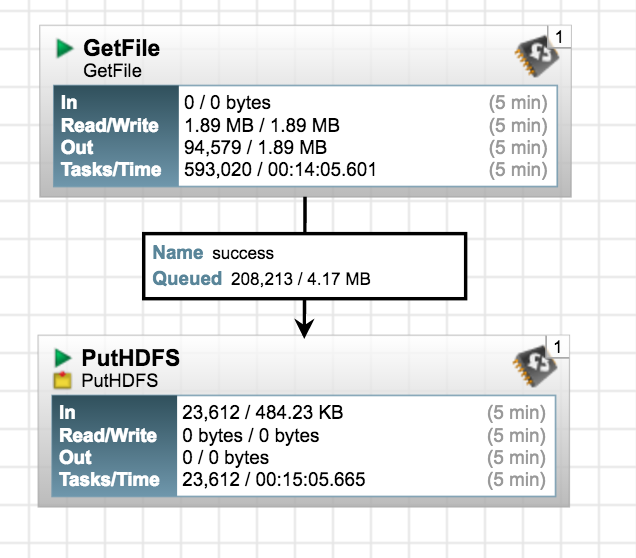 GetFile
1
GetFile
In 0 / 0 bytes (5 min)
Read/Write 1.89 MB / 1.89 MB (5 min)
Out 94,579 / 1.89 MB (5 min)
Tasks/Time 593,020 / 00:14:05.601 (5 min)
Name success
Queued 208,213 / 4.17 MB
PutHDFS
1
PutHDFS
In 23,612 / 484.23 KB (5 min)
Read/Write 0 bytes / 0 bytes (5 min)
Out 0 / 0 bytes (5 min)
Tasks/Time 23,612 / 00:15:05.665 (5 min)